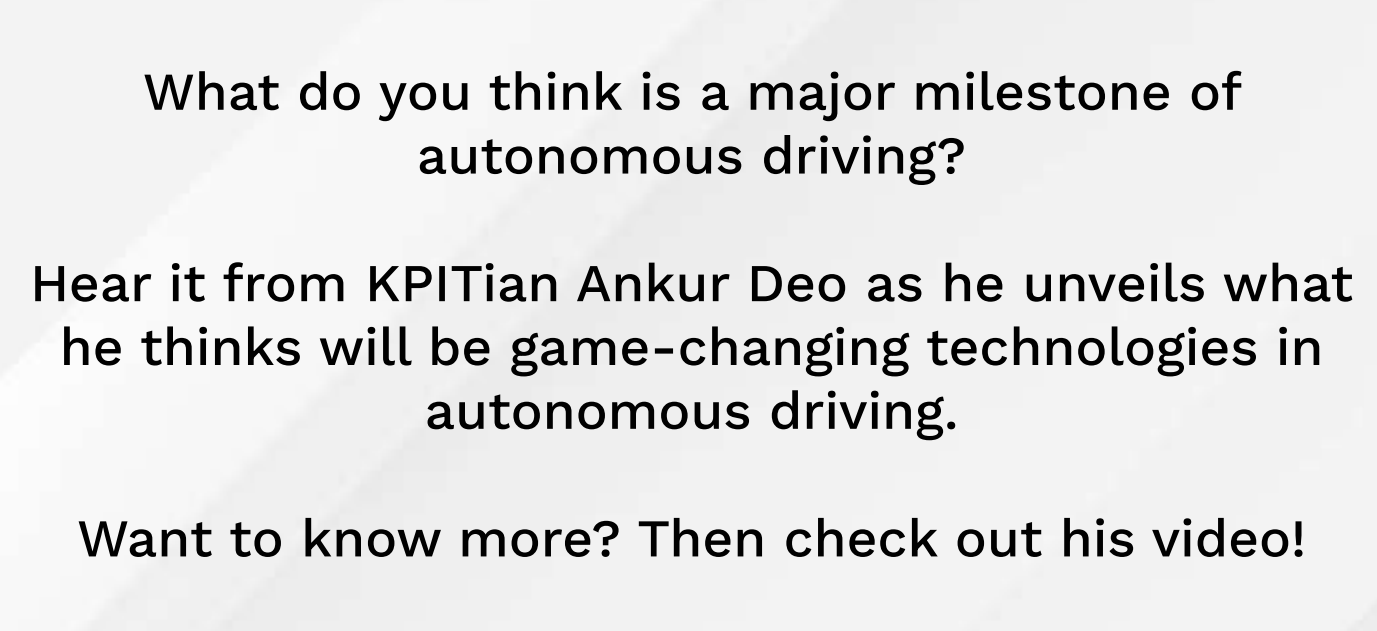 What do you think is a major milestone of
autonomous driving?
Hear it from KPITian Ankur Deo as he unveils what
he thinks will be game-changing technologies in
autonomous driving.
Want to know more? Then check out his video!